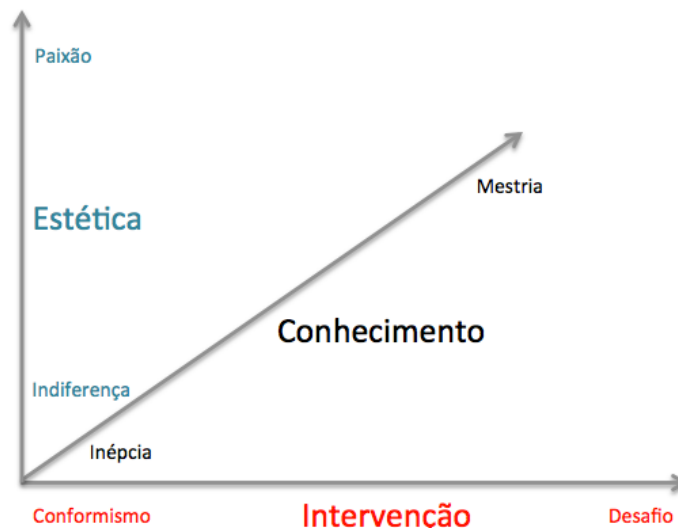 Paixão
Mestria
Estética
Conhecimento
Indiferença
Inépcia
Conformismo Intervenção Desafio